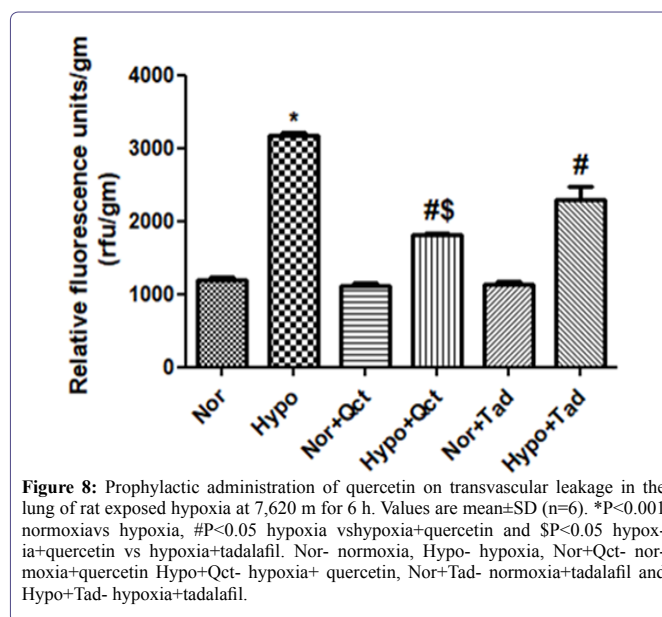 Relative fluorescence units/gm
(rfu/gm)
4000
3000
2000
1000
0
*
#$
#
Nor
Hypo
Nor+Qct
Hypo+Qct
Nor+Tad
Hypo+Tad
Figure 8: Prophylactic administration of quercetin on transvascular leakage in the
lung of rat exposed hypoxia at 7,620 m for 6 h. Values are mean±SD (n=6). *P<0.001
normoxiavs hypoxia, #P<0.05 hypoxia vshypoxia+quercetin and $P<0.05 hypox-
ia+quercetin vs hypoxia+tadalafil. Nor- normoxia, Hypo- hypoxia, Nor+Qct- nor-
moxia+quercetin Hypo+Qct- hypoxia+ quercetin, Nor+Tad- normoxia+tadalafil and
Hypo+Tad- hypoxia+tadalafil.